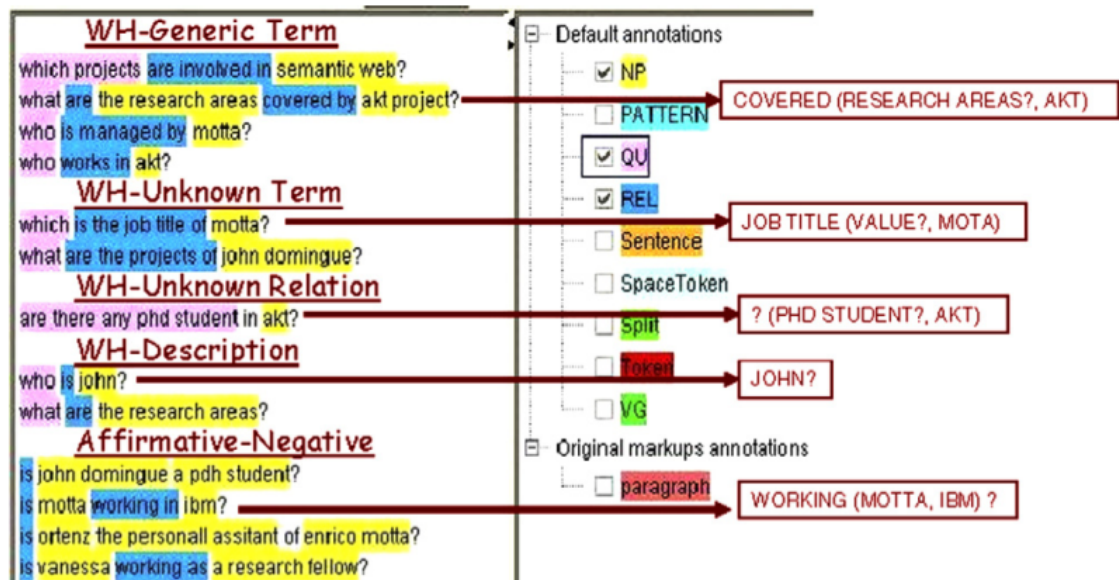 WH-Generic Term
which projects are involved in semantic web?
what are the research areas covered by akt project?
who is managed by motta?
who works in akt?
WH-Unknown Term
which is the job title of motta?
what are the projects of john domingue?
WH-Unknown Relation
are there any phd student in akt?
WH-Description
who is john?
what are the research areas?
Affirmative-Negative
is john domingue a pdh student?
is motta working in ibm?
is ortenz the personall assitant of enrico motta?
is vanessa working as a research fellow?
Default annotations
NP
PATTERN
QU
REL
Sentence
SpaceToken
Split
Token
VG
Original markups annotations
paragraph
COVERED (RESEARCH AREAS?, AKT)
JOB TITLE (VALUE?, MOTA)
? (PHD STUDENT?, AKT)
JOHN?
WORKING (MOTTA, IBM) ?